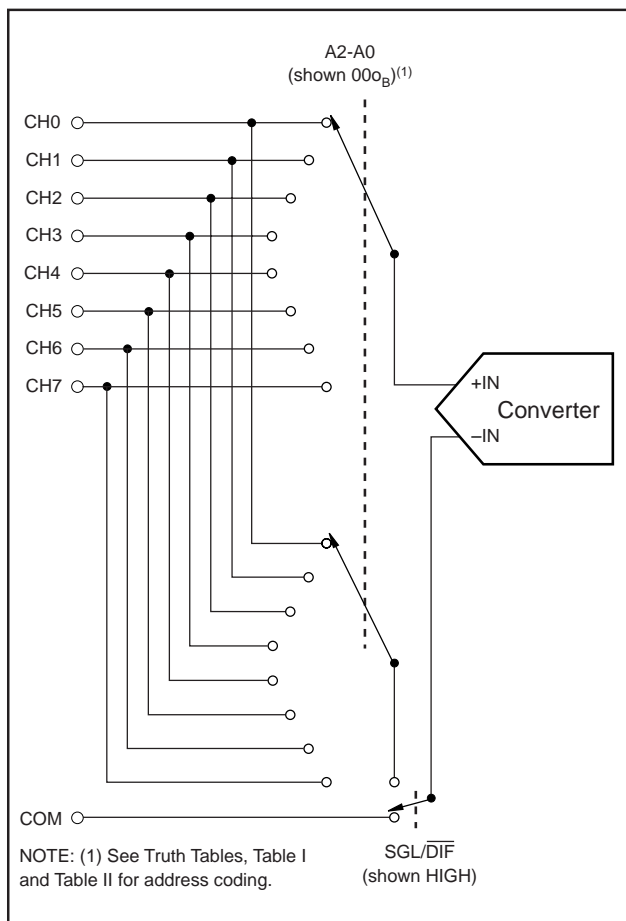 A2-A0
(shown 00o_B)^(1)
CH0
CH1
CH2
CH3
CH4
CH5
CH6
CH7
+IN
Converter
–IN
COM
NOTE: (1) See Truth Tables, Table I
and Table II for address coding.
SGL/D̅I̅F̅
(shown HIGH)